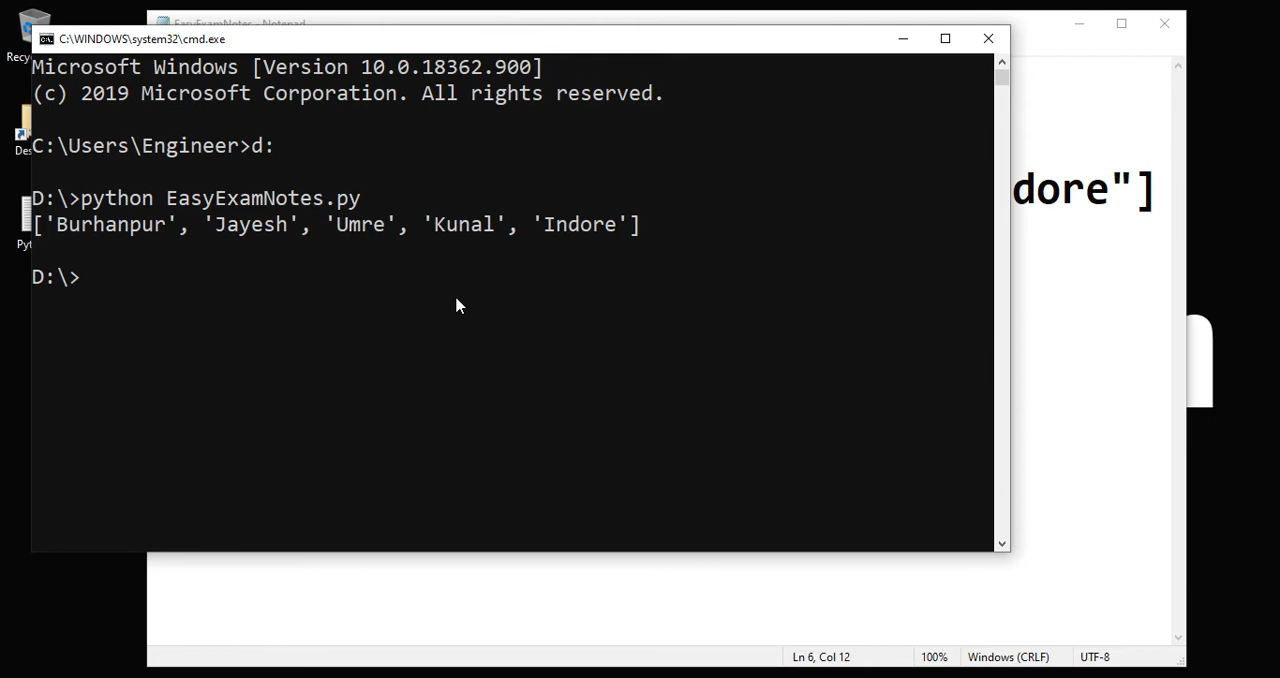 EasyExamNotes - Notepad
C:\WINDOWS\system32\cmd.exe
Microsoft Windows [Version 10.0.18362.900]
(c) 2019 Microsoft Corporation. All rights reserved.
C:\Users\Engineer>d:
D:\>python EasyExamNotes.py
['Burhanpur', 'Jayesh', 'Umre', 'Kunal', 'Indore']
D:\>
dore"]
Recy
Des
Pyt
Ln 6, Col 12
100%
Windows (CRLF)
UTF-8